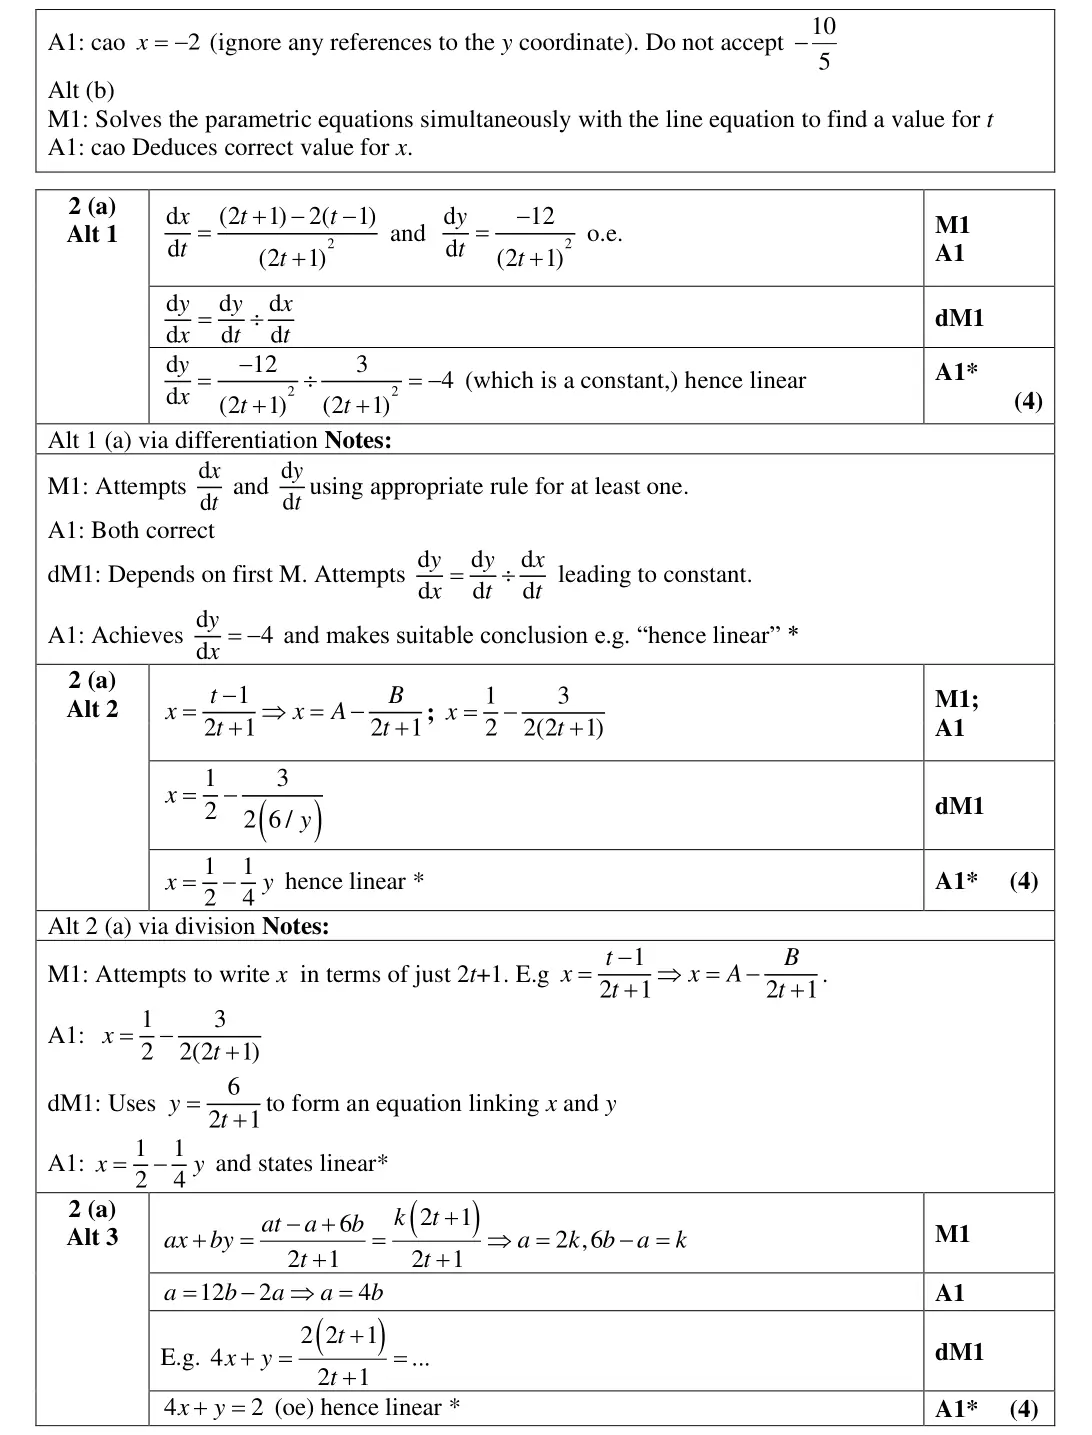 A1: cao x = −2 (ignore any references to the y coordinate). Do not accept −10/5
Alt (b)
M1: Solves the parametric equations simultaneously with the line equation to find a value for t
A1: cao Deduces correct value for x.
2 (a)
Alt 1
dx/dt = ((2t+1)−2(t−1))/(2t+1)² and dy/dt = −12/(2t+1)² o.e.
M1
A1
dy/dx = dy/dt ÷ dx/dt
dM1
dy/dx = −12/(2t+1)² ÷ 3/(2t+1)² = −4 (which is a constant,) hence linear
A1*
(4)
Alt 1 (a) via differentiation Notes:
M1: Attempts dx/dt and dy/dt using appropriate rule for at least one.
A1: Both correct
dM1: Depends on first M. Attempts dy/dx = dy/dt ÷ dx/dt leading to constant.
A1: Achieves dy/dx = −4 and makes suitable conclusion e.g. “hence linear” *
2 (a)
Alt 2
x = (t−1)/(2t+1) ⇒ x = A − B/(2t+1); x = 1/2 − 3/(2(2t+1))
M1;
A1
x = 1/2 − 3/(2(6/y))
dM1
x = 1/2 − 1/4 y hence linear *
A1* (4)
Alt 2 (a) via division Notes:
M1: Attempts to write x in terms of just 2t+1. E.g x = (t−1)/(2t+1) ⇒ x = A − B/(2t+1).
A1: x = 1/2 − 3/(2(2t+1))
dM1: Uses y = 6/(2t+1) to form an equation linking x and y
A1: x = 1/2 − 1/4 y and states linear*
2 (a)
Alt 3
ax + by = (at − a + 6b)/(2t+1) = k(2t+1)/(2t+1) ⇒ a = 2k, 6b − a = k
M1
a = 12b − 2a ⇒ a = 4b
A1
E.g. 4x + y = 2(2t+1)/(2t+1) = ...
dM1
4x + y = 2 (oe) hence linear *
A1* (4)